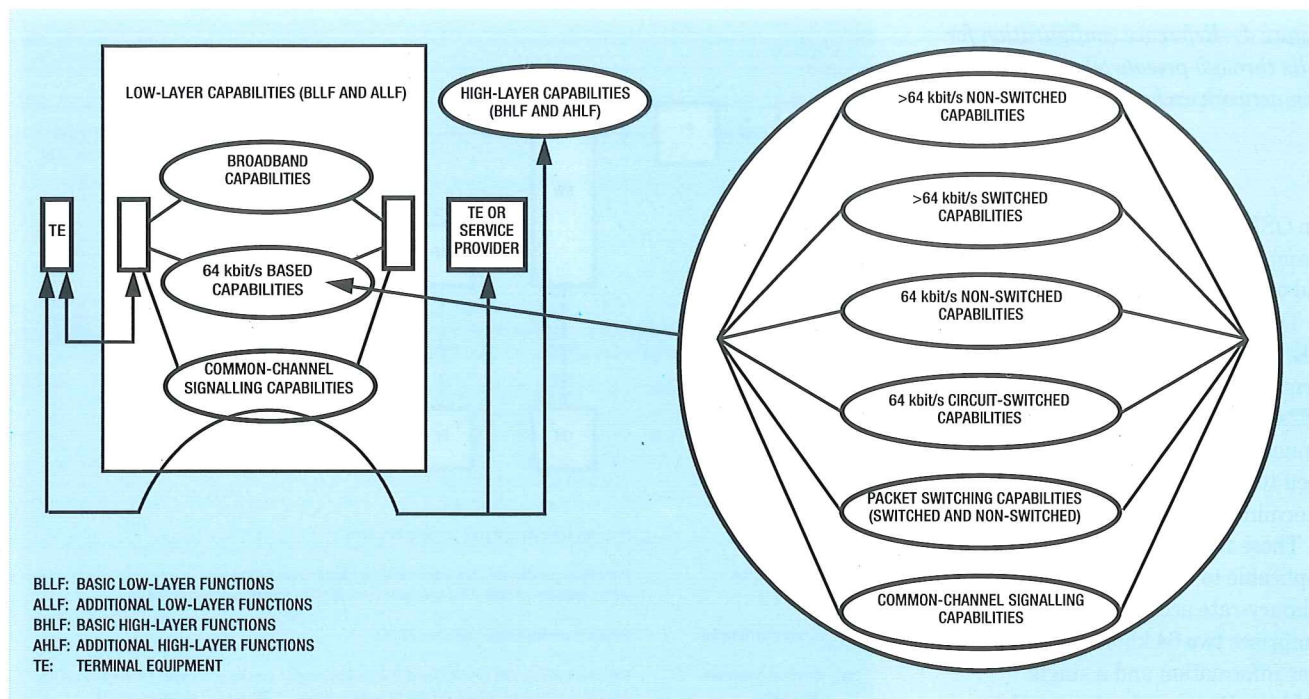 LOW-LAYER CAPABILITIES (BLLF AND ALLF)
BROADBAND
CAPABILITIES
TE
64 kbit/s BASED
CAPABILITIES
COMMON-CHANNEL
SIGNALLING CAPABILITIES
HIGH-LAYER CAPABILITIES
(BHLF AND AHLF)
TE OR
SERVICE
PROVIDER
>64 kbit/s NON-SWITCHED
CAPABILITIES
>64 kbit/s SWITCHED
CAPABILITIES
64 kbit/s NON-SWITCHED
CAPABILITIES
64 kbit/s CIRCUIT-SWITCHED
CAPABILITIES
PACKET SWITCHING CAPABILITIES
(SWITCHED AND NON-SWITCHED)
COMMON-CHANNEL SIGNALLING
CAPABILITIES
BLLF: BASIC LOW-LAYER FUNCTIONS
ALLF: ADDITIONAL LOW-LAYER FUNCTIONS
BHLF: BASIC HIGH-LAYER FUNCTIONS
AHLF: ADDITIONAL HIGH-LAYER FUNCTIONS
TE: TERMINAL EQUIPMENT